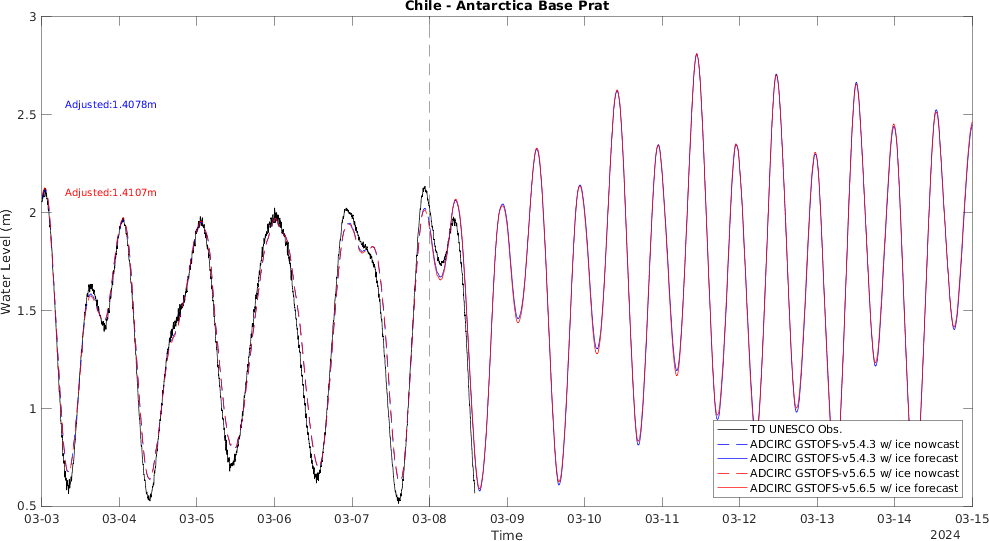 Chile - Antarctica Base Prat
3
2.5
2
1.5
1
0.5
Water Level (m)
Adjusted:1.4078m
Adjusted:1.4107m
TD UNESCO Obs.
ADCIRC GSTOFS-v5.4.3 w/ ice nowcast
ADCIRC GSTOFS-v5.4.3 w/ ice forecast
ADCIRC GSTOFS-v5.6.5 w/ ice nowcast
ADCIRC GSTOFS-v5.6.5 w/ ice forecast
03-03 03-04 03-05 03-06 03-07 03-08 03-09 03-10 03-11 03-12 03-13 03-14 03-15
Time
2024